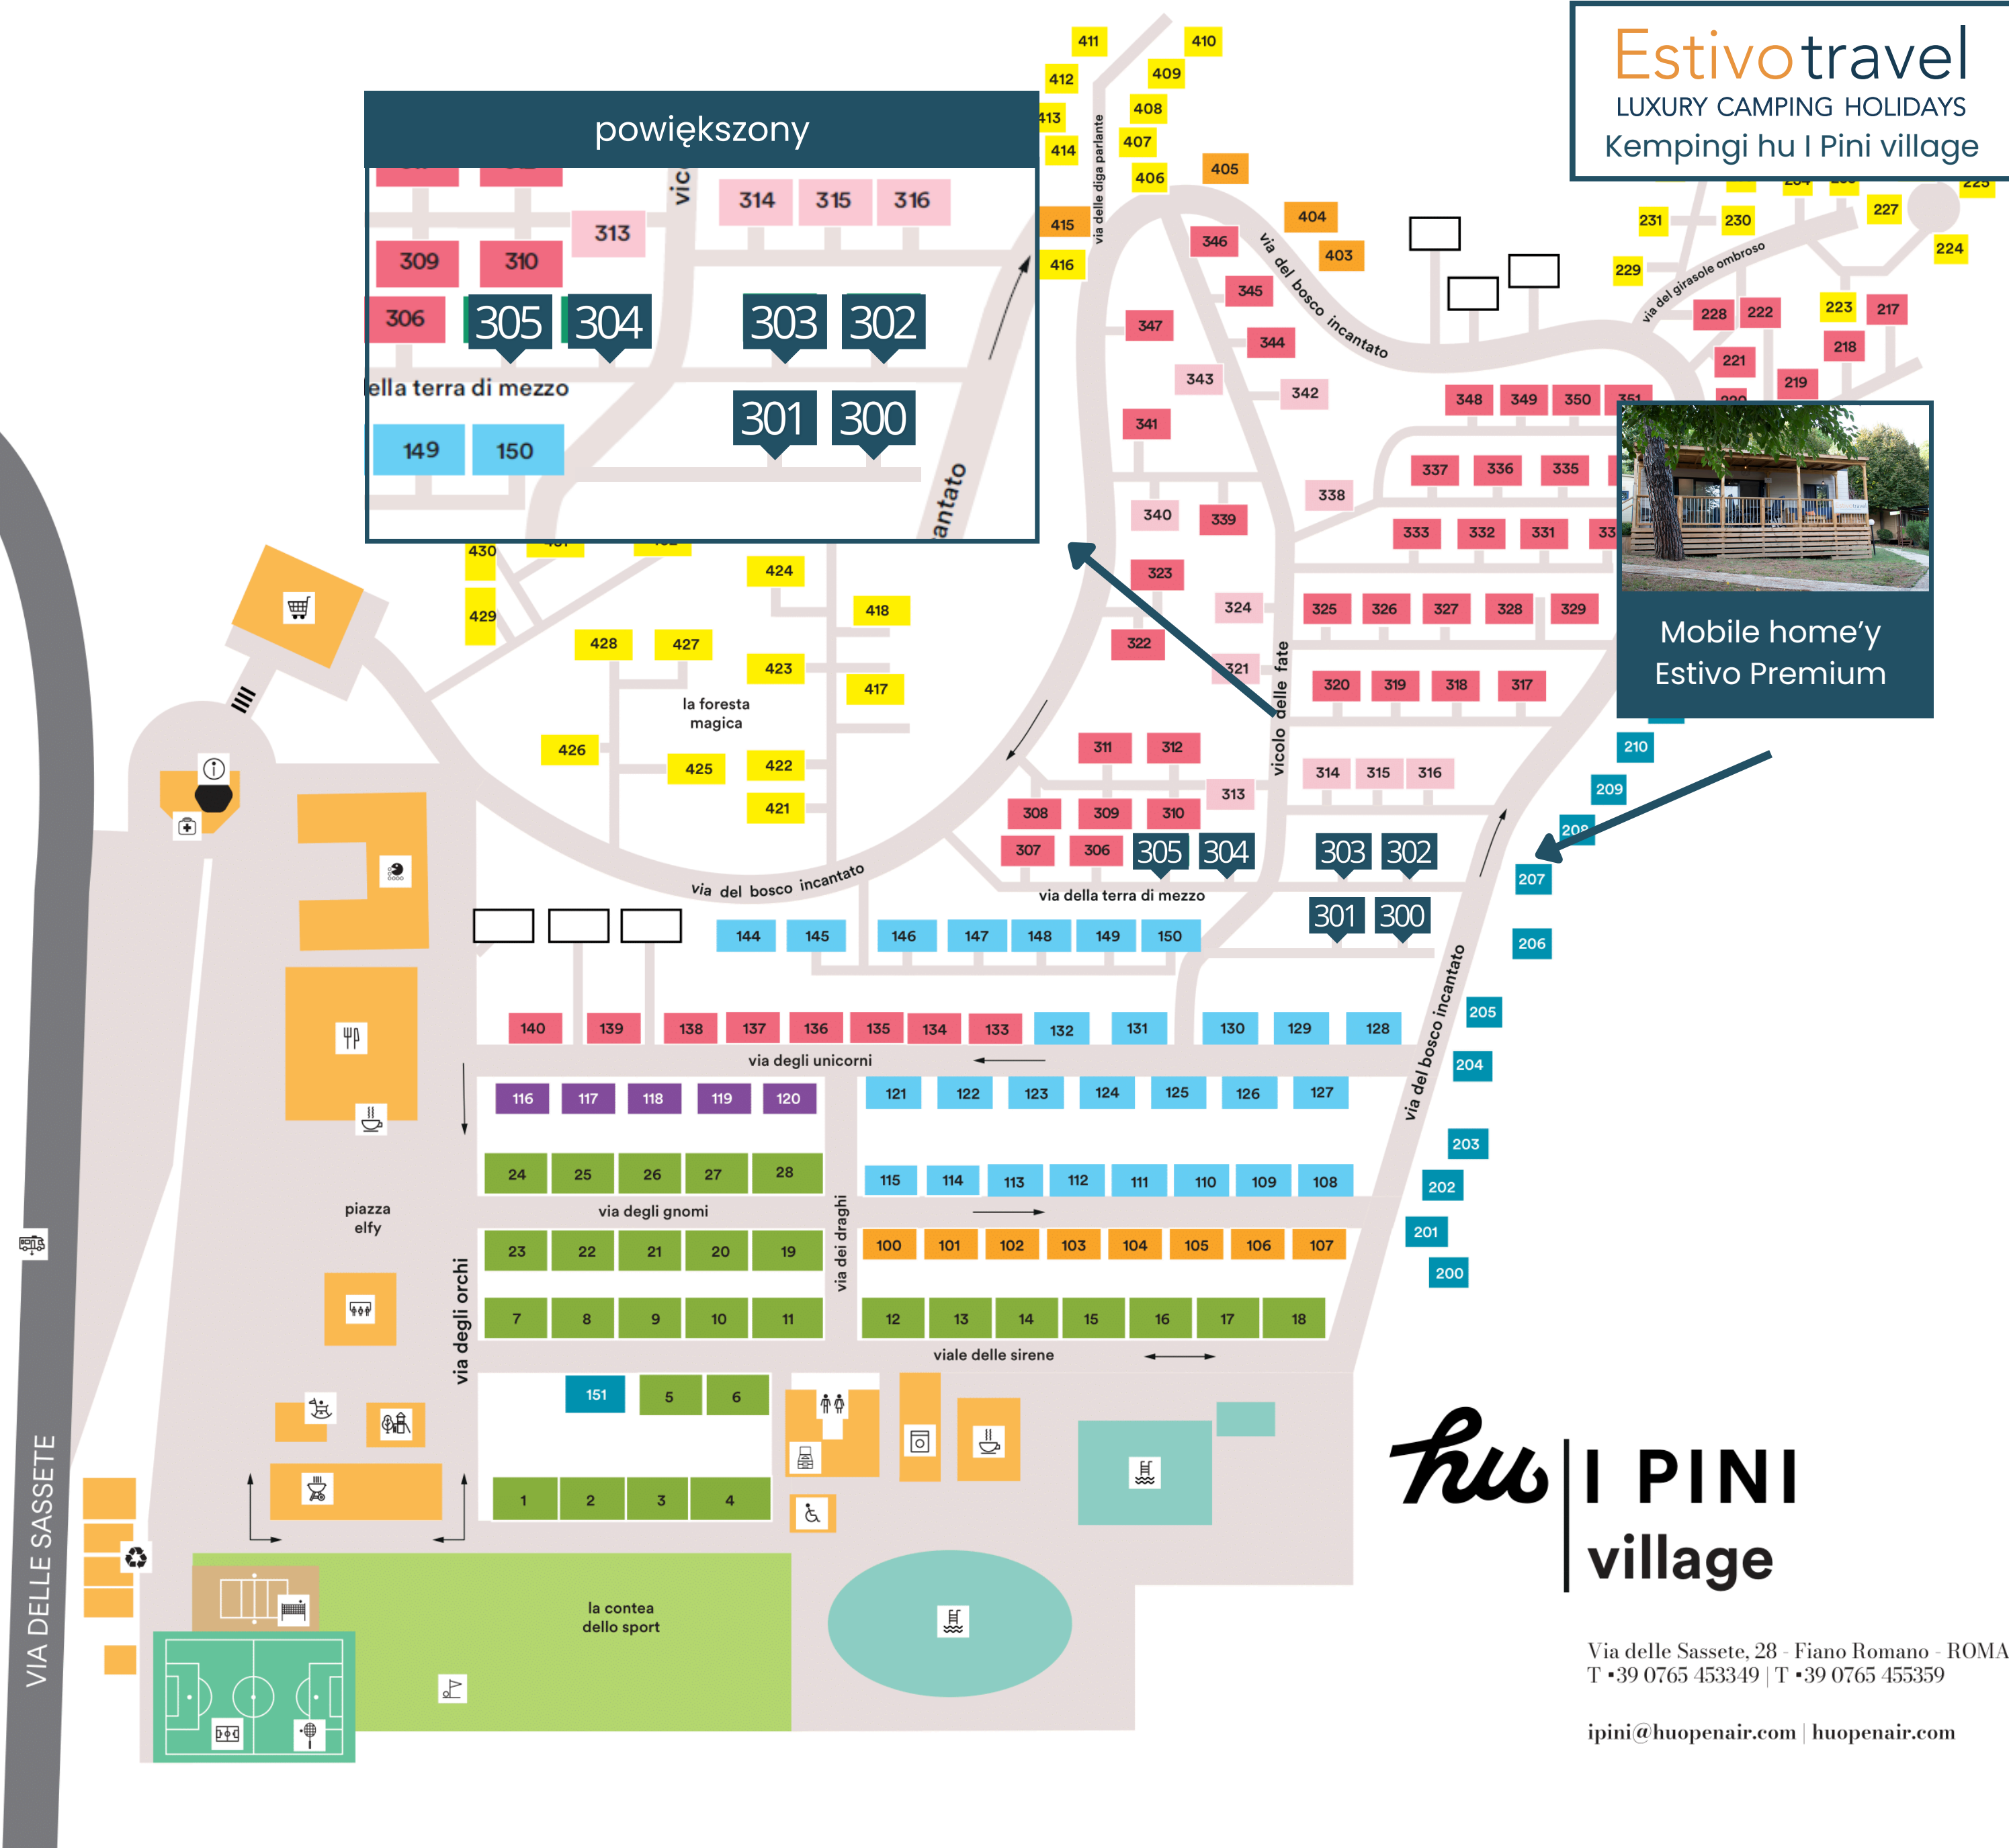 Estivotravel
LUXURY CAMPING HOLIDAYS
Kempingi hu I Pini village
powiększony
314 315 316
313
309 310
306 305 304 303 302
ella terra di mezzo
301 300
149 150
antato
vic
411 410
412 409
413 408
414 407
406
405
415
416
via delle diga parlante
404
403
via del bosco incantato
346
345
347
344
343
342
341
340 339
338
231 230 227 225
224
229
via del girasole ombroso
228 222 223 217
221 218
219
348 349 350 351
337 336 335
333 332 331
323
324 325 326 327 328 329
322
321
320 319 318 317
vicolo delle fate
Mobile home’y
Estivo Premium
430
429
424
418
428 427
423
417
la foresta
magica
426
425
422
421
311 312
313
314 315 316
308 309 310
307 306 305 304 303 302
via della terra di mezzo
301 300
via del bosco incantato
210
209
208
207
206
205
204
203
202
201
200
via del bosco incantato
144 145 146 147 148 149 150
140 139 138 137 136 135 134 133 132 131 130 129 128
via degli unicorni
116 117 118 119 120 121 122 123 124 125 126 127
24 25 26 27 28 115 114 113 112 111 110 109 108
via degli gnomi
piazza
elfy
via dei draghi
via degli orchi
23 22 21 20 19 100 101 102 103 104 105 106 107
7 8 9 10 11 12 13 14 15 16 17 18
viale delle sirene
151 5 6
1 2 3 4
la contea
dello sport
VIA DELLE SASSETE
hu I PINI
village
Via delle Sassete, 28 - Fiano Romano - ROMA
T +39 0765 453349 | T +39 0765 455359
ipini@huopenair.com | huopenair.com